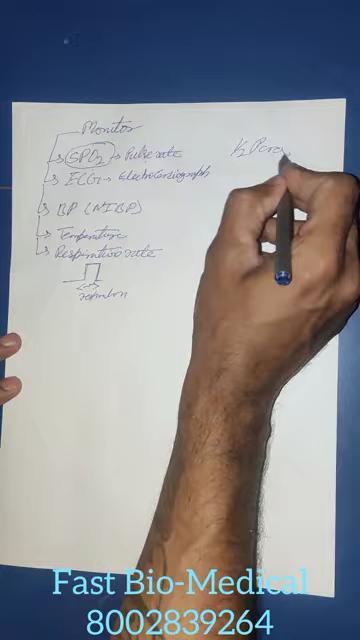 Monitor
SPO2 → Pulse rate
ECG → Electrocardiograph
BP (NIBP)
Temperature
Respiration rate
Fast Bio-Medical
8002839264